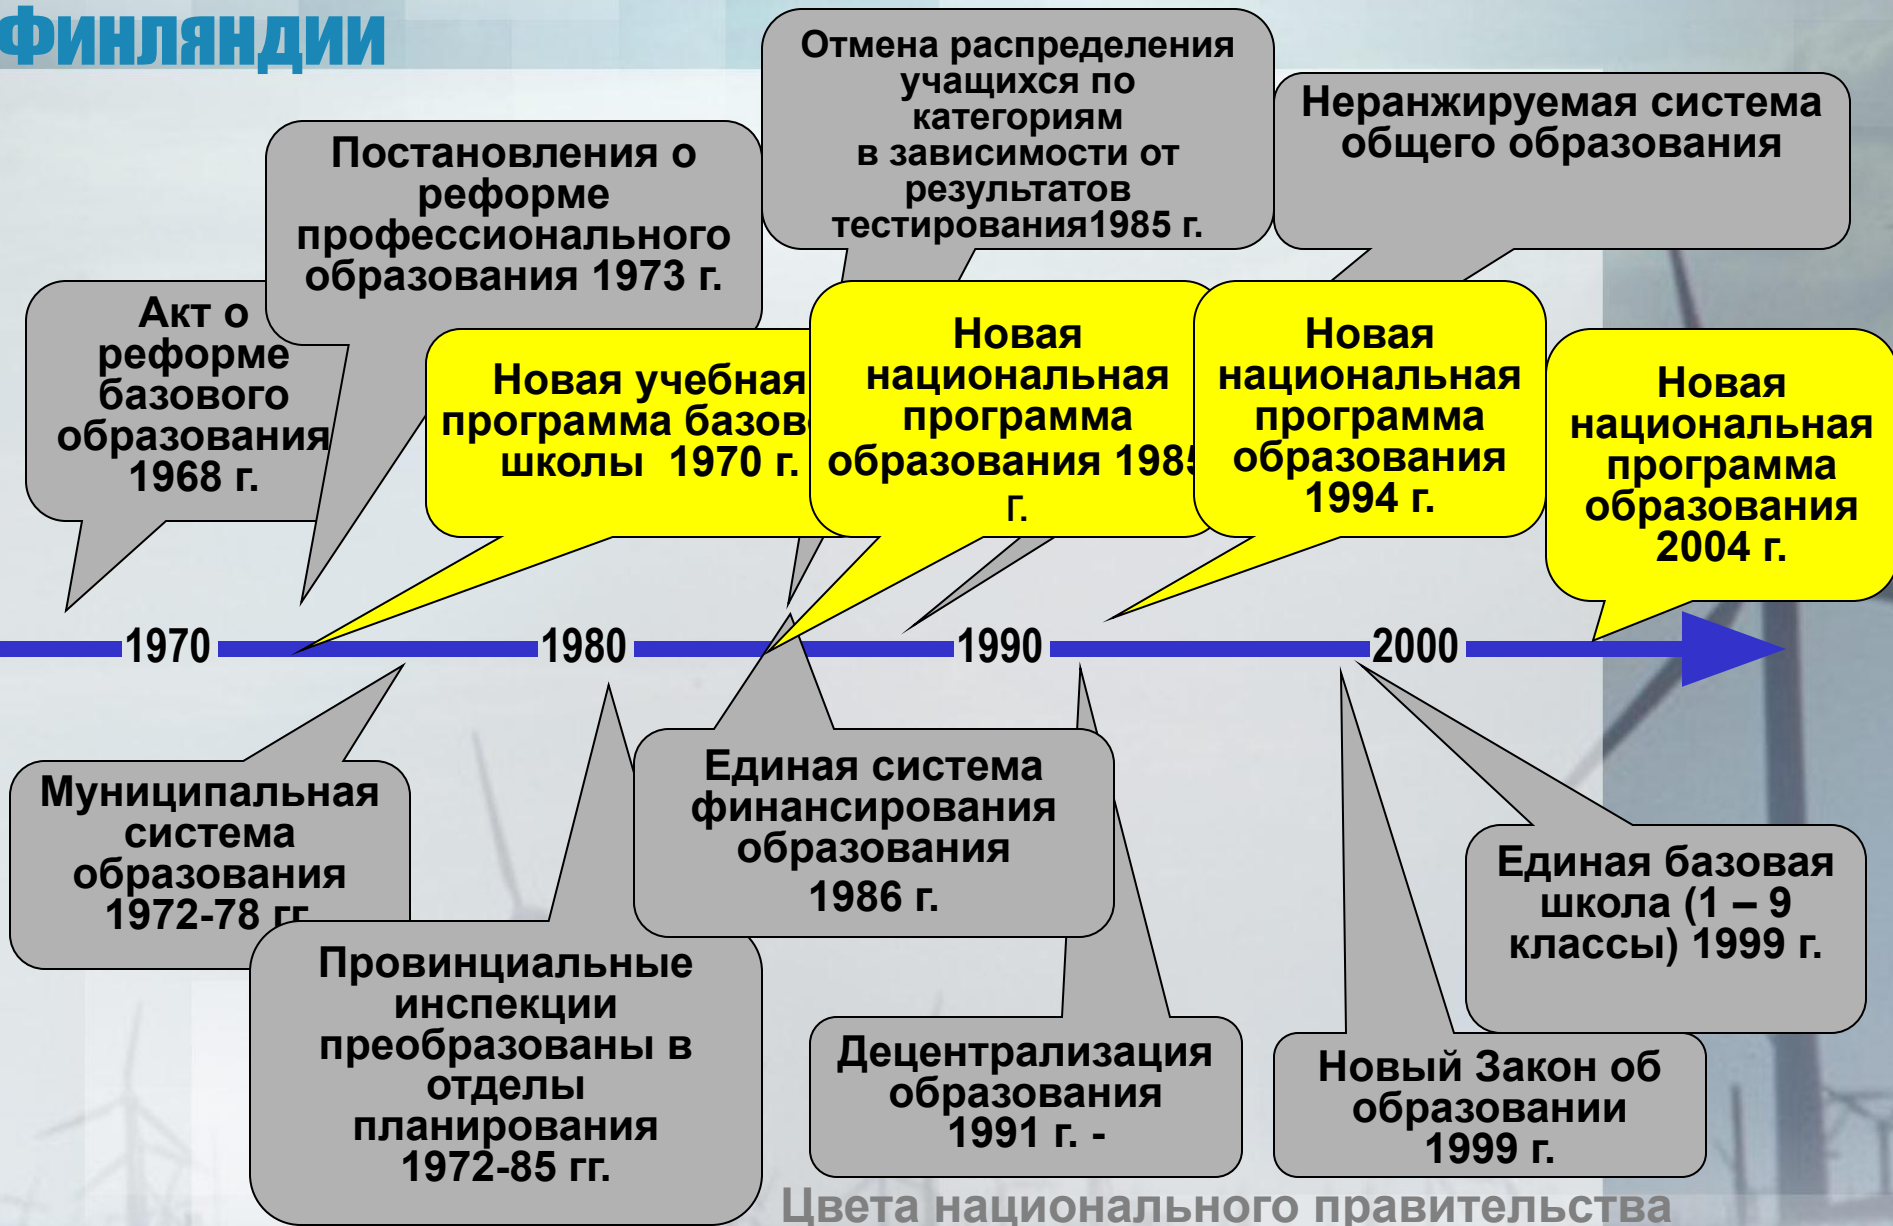 Финляндии
Отмена распределения
учащихся по
категориям
в зависимости от
результатов
тестирования1985 г.
Неранжируемая система
общего образования
Постановления о
реформе
профессионального
образования 1973 г.
Акт о
реформе
базового
образования
1968 г.
Новая учебная
программа базов
школы 1970 г.
Новая
национальная
программа
образования 1985
г.
Новая
национальная
программа
образования
1994 г.
Новая
национальная
программа
образования
2004 г.
1970
1980
1990
2000
Муниципальная
система
образования
1972-78 гг
Провинциальные
инспекции
преобразованы в
отделы
планирования
1972-85 гг.
Единая система
финансирования
образования
1986 г.
Децентрализация
образования
1991 г. -
Новый Закон об
образовании
1999 г.
Единая базовая
школа (1 – 9
классы) 1999 г.
Цвета национального правительства